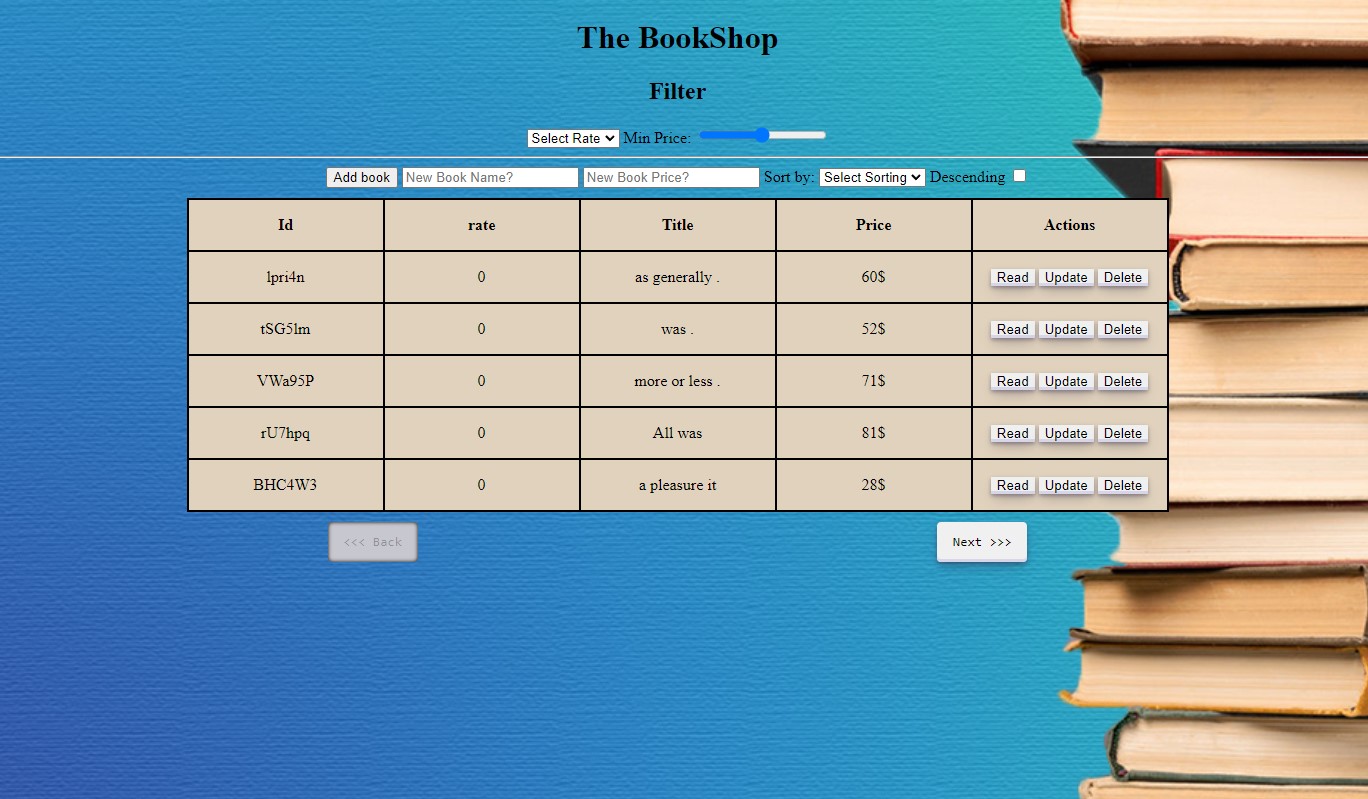 The BookShop
Filter
Select Rate Min Price:
Add book New Book Name? New Book Price? Sort by: Select Sorting Descending
Id rate Title Price Actions
lpri4n 0 as generally . 60$ Read Update Delete
tSG5lm 0 was . 52$ Read Update Delete
VWa95P 0 more or less . 71$ Read Update Delete
rU7hpq 0 All was 81$ Read Update Delete
BHC4W3 0 a pleasure it 28$ Read Update Delete
<<< Back Next >>>